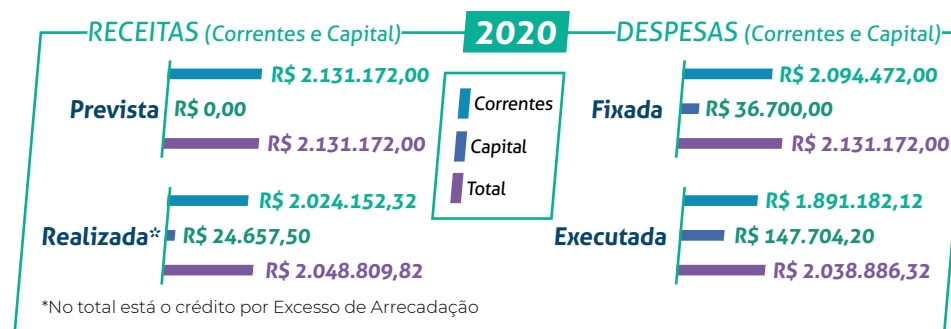 RECEITAS (Correntes e Capital)
2020
DESPESAS (Correntes e Capital)
Prevista
R$ 2.131.172,00
R$ 0,00
R$ 2.131.172,00
Realizada*
R$ 2.024.152,32
R$ 24.657,50
R$ 2.048.809,82
Correntes
Capital
Total
Fixada
R$ 2.094.472,00
R$ 36.700,00
R$ 2.131.172,00
Executada
R$ 1.891.182,12
R$ 147.704,20
R$ 2.038.886,32
*No total está o crédito por Excesso de Arrecadação